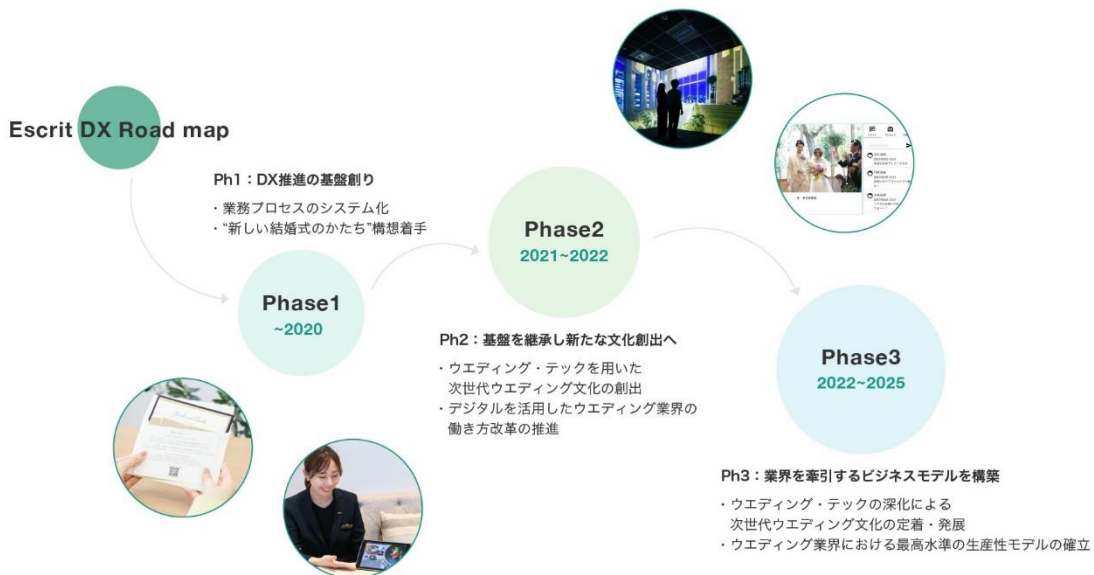 Escrit DX Road map
Ph1：DX推進の基盤創り
・業務プロセスのシステム化
・“新しい結婚式のかたち”構想着手
Phase1
~2020
Phase2
2021~2022
Ph2：基盤を継承し新たな文化創出へ
・ウエディング・テックを用いた
次世代ウエディング文化の創出
・デジタルを活用したウエディング業界の
働き方改革の推進
Phase3
2022~2025
Ph3：業界を牽引するビジネスモデルを構築
・ウエディング・テックの深化による
次世代ウエディング文化の定着・発展
・ウエディング業界における最高水準の生産性モデルの確立